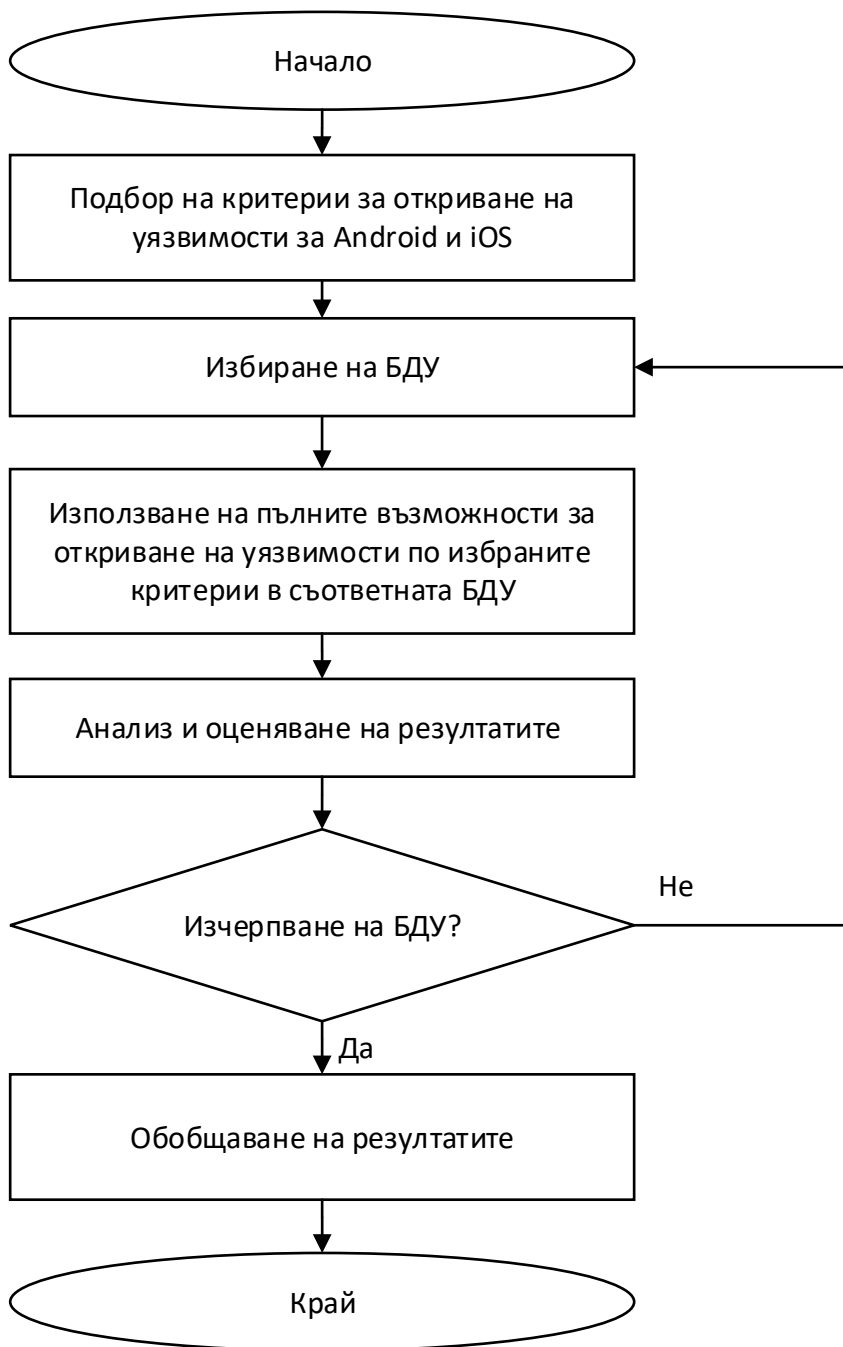 Начало
Подбор на критерии за откриване на
уязвимости за Android и iOS
Избиране на БДУ
Използване на пълните възможности за
откриване на уязвимости по избраните
критерии в съответната БДУ
Анализ и оценяване на резултатите
Не
Изчерпване на БДУ?
Да
Обобщаване на резултатите
Край